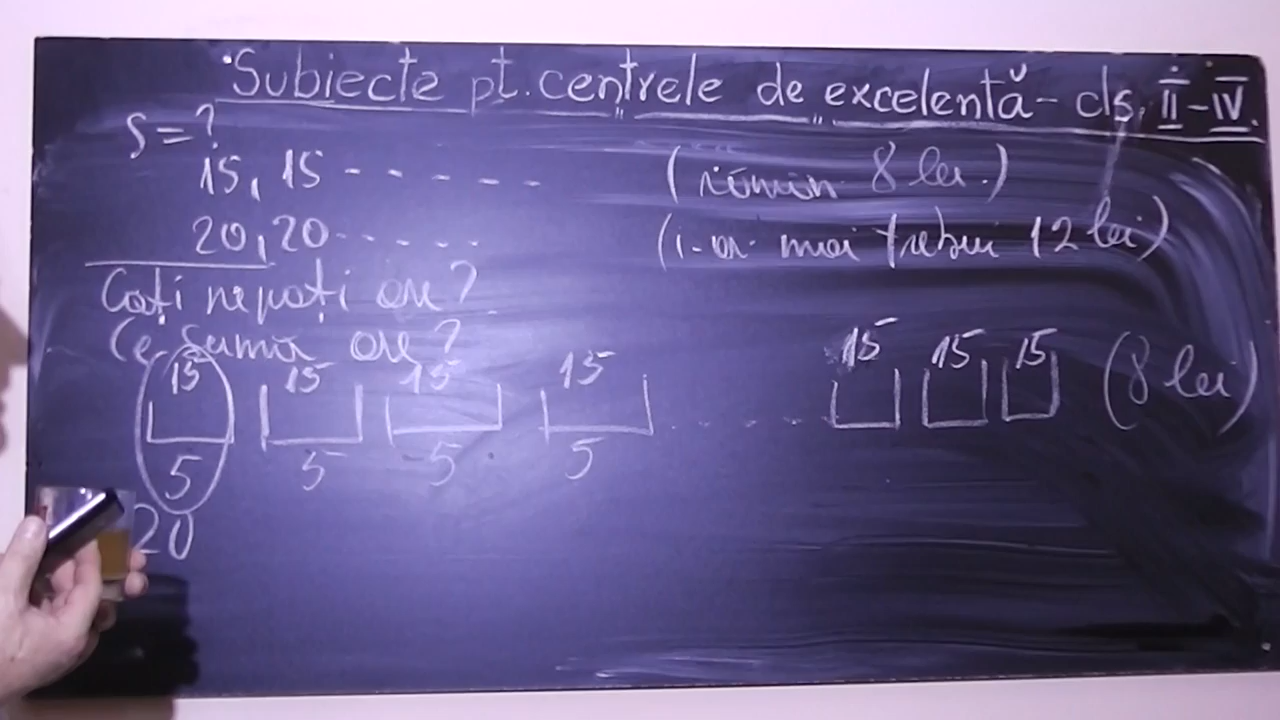 Subiecte pt. centrele de excelență - cls. II - IV.
S = ?
15, 15 - - - - - - (rămân 8 lei.)
20, 20 - - - - - (i-ar mai trebui 12 lei)
Câți nepoți are?
Ce sumă are?
15 15 15 15 15 15 15 (8 lei)
- - - -
5 5 5 5
20